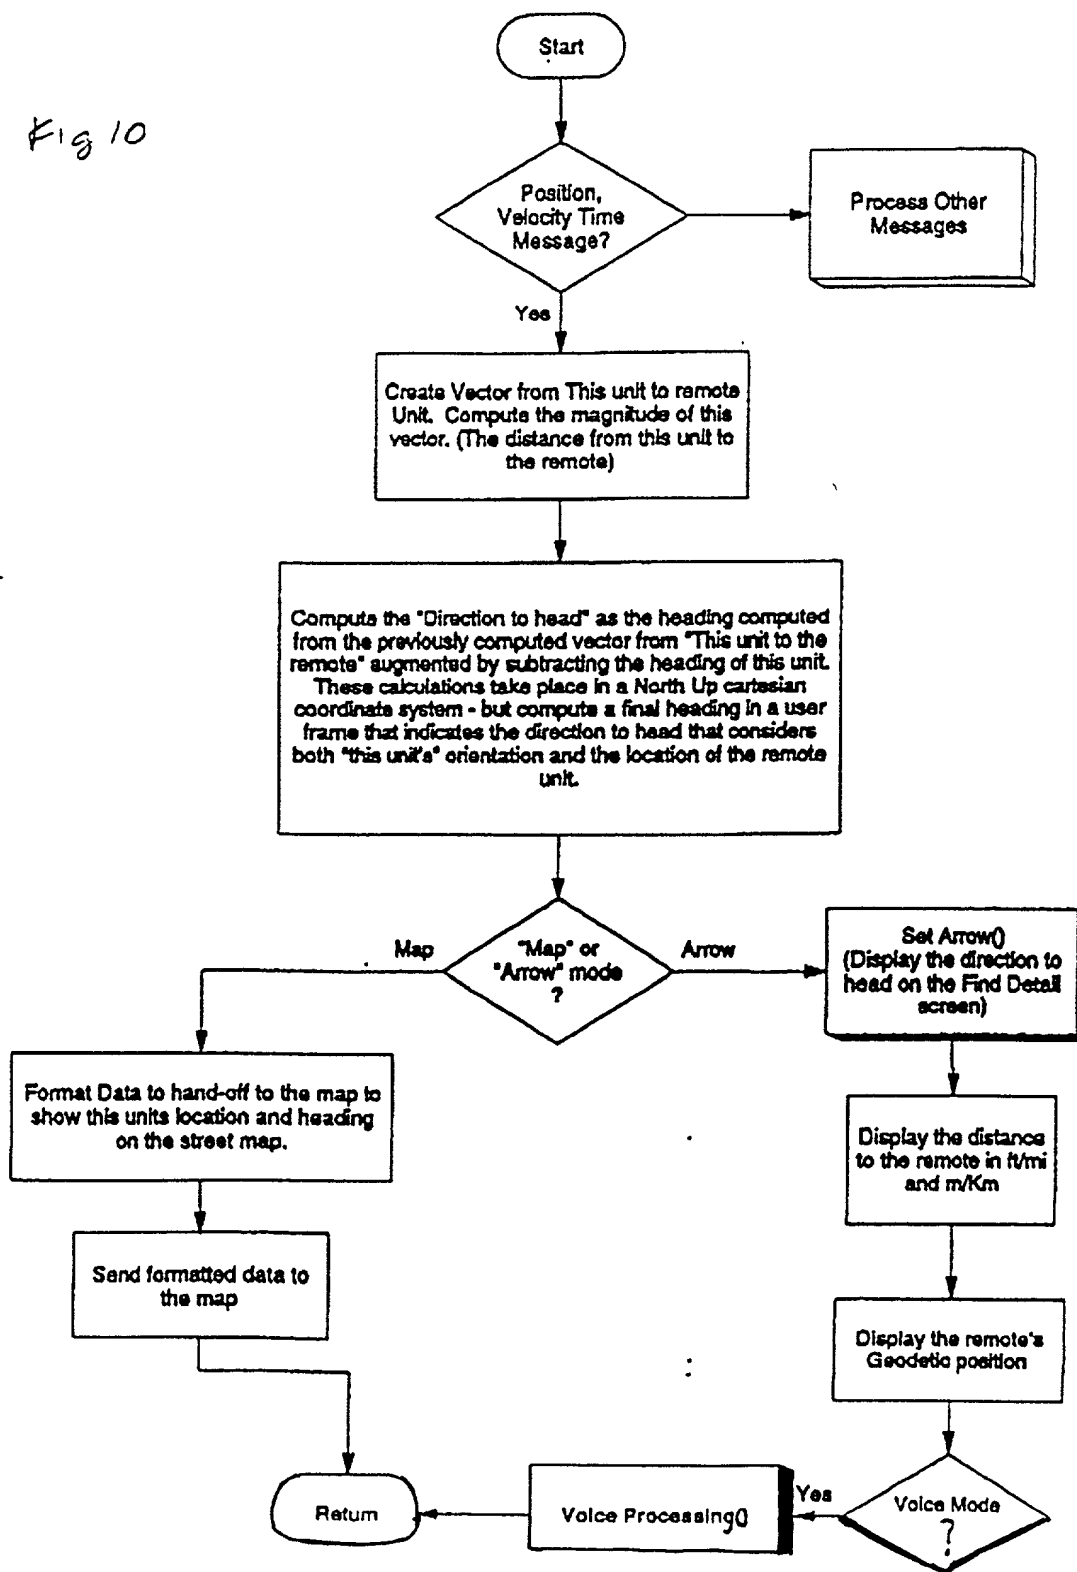 Fig 10
Start
Position,
Velocity Time
Message?
Process Other
Messages
Yes
Create Vector from This unit to remote
Unit. Compute the magnitude of this
vector. (The distance from this unit to
the remote)
Compute the "Direction to head" as the heading computed
from the previously computed vector from "This unit to the
remote" augmented by subtracting the heading of this unit.
These calculations take place in a North Up cartesian
coordinate system - but compute a final heading in a user
frame that indicates the direction to head that considers
both "this unit's" orientation and the location of the remote
unit.
Map
"Map" or
"Arrow" mode
?
Arrow
Set Arrow()
(Display the direction to
head on the Find Detail
screen)
Format Data to hand-off to the map to
show this units location and heading
on the street map.
Display the distance
to the remote in ft/mi
and m/Km
Send formatted data to
the map
Display the remote's
Geodetic position
Return
Voice Processing()
Yes
Voice Mode
?